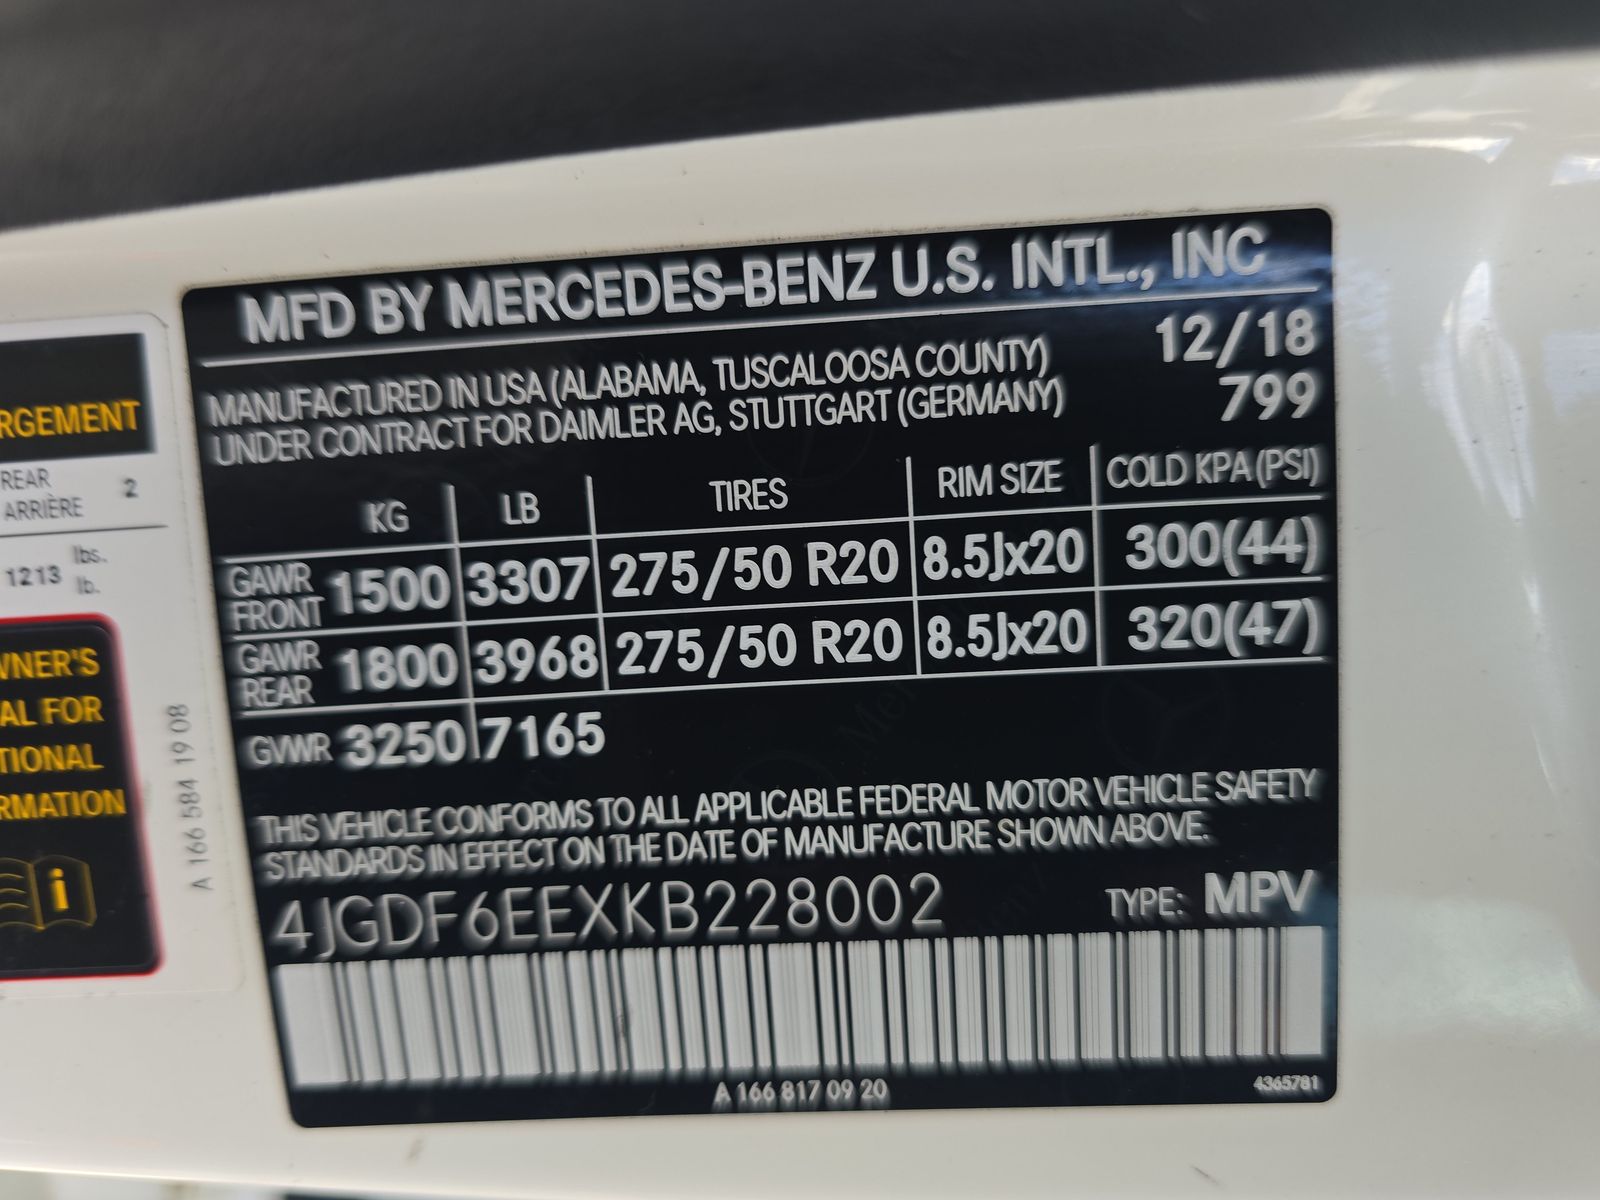 MFD BY MERCEDES-BENZ U.S. INTL., INC
MANUFACTURED IN USA (ALABAMA, TUSCALOOSA COUNTY) 12/18
UNDER CONTRACT FOR DAIMLER AG, STUTTGART (GERMANY) 799
KG LB TIRES RIM SIZE COLD KPA (PSI)
GAWR FRONT 1500 3307 275/50 R20 8.5Jx20 300(44)
GAWR REAR 1800 3968 275/50 R20 8.5Jx20 320(47)
GVWR 3250 7165
THIS VEHICLE CONFORMS TO ALL APPLICABLE FEDERAL MOTOR VEHICLE SAFETY
STANDARDS IN EFFECT ON THE DATE OF MANUFACTURE SHOWN ABOVE.
4JGDF6EEXKB228002 TYPE: MPV
A 166 817 09 20 4365781
RGEMENT
REAR 2
ARRIÈRE
1213 lbs.
lb.
WNER'S
AL FOR
TIONAL
RMATION
i
A 166 584 19 08